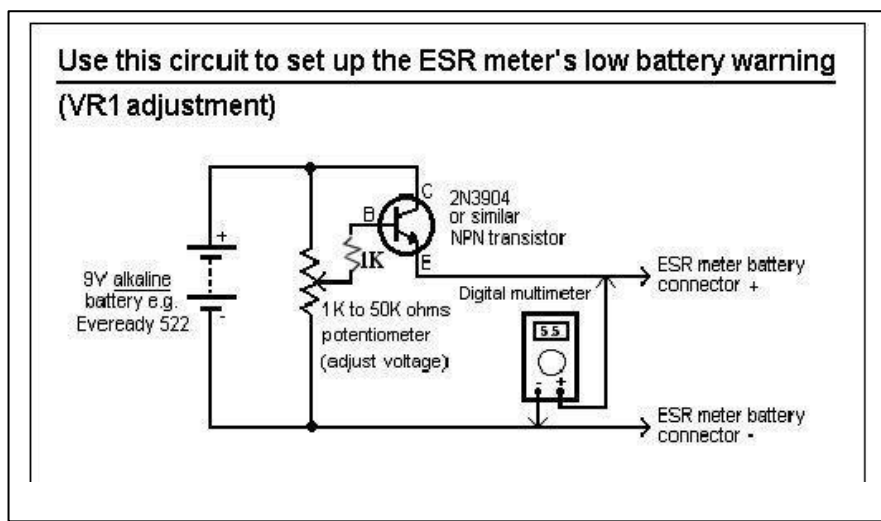 Use this circuit to set up the ESR meter's low battery warning
(VR1 adjustment)
C
B
E
2N3904
or similar
NPN transistor
1K
+
-
9V alkaline
battery e.g.
Eveready 522
1K to 50K ohms
potentiometer
(adjust voltage)
Digital multimeter
5.5
- +
ESR meter battery
connector +
ESR meter battery
connector -